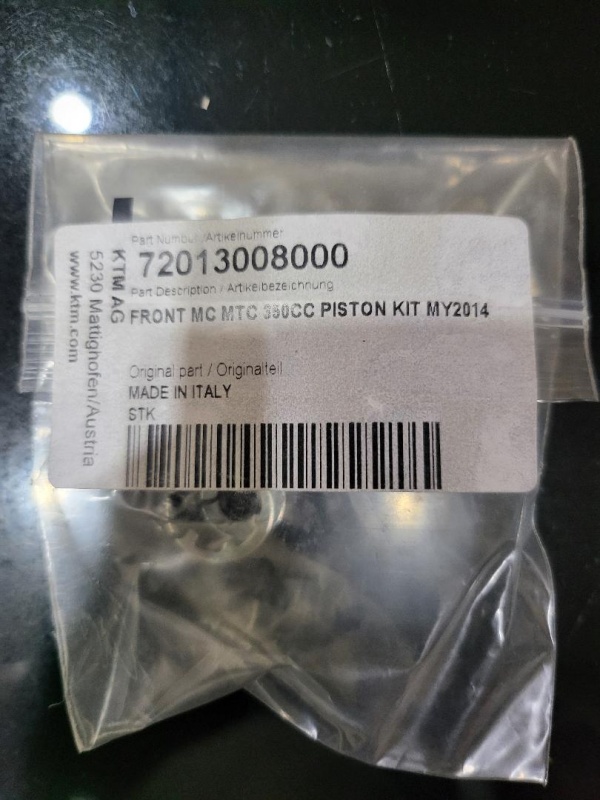 Part Number /Artikelnummer
72013008000
Part Description / Artikelbezeichnung
FRONT MC MTC 350CC PISTON KIT MY2014
Original part / Originalteil
MADE IN ITALY
STK
KTM AG
5230 Mattighofen/Austria
www.ktm.com